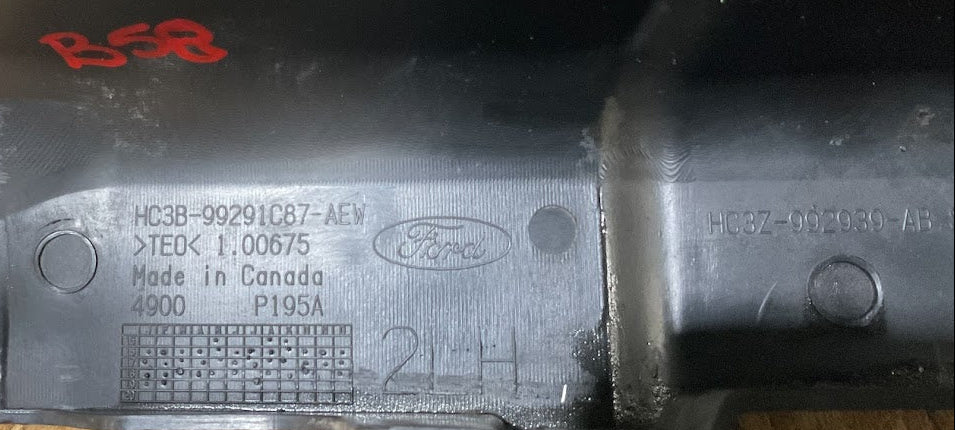 B58
HC3B-99291C87-AEW
>TEO< 1.00675
Made in Canada
4900 P195A
Ford
2LH
HC3Z-992939-AB